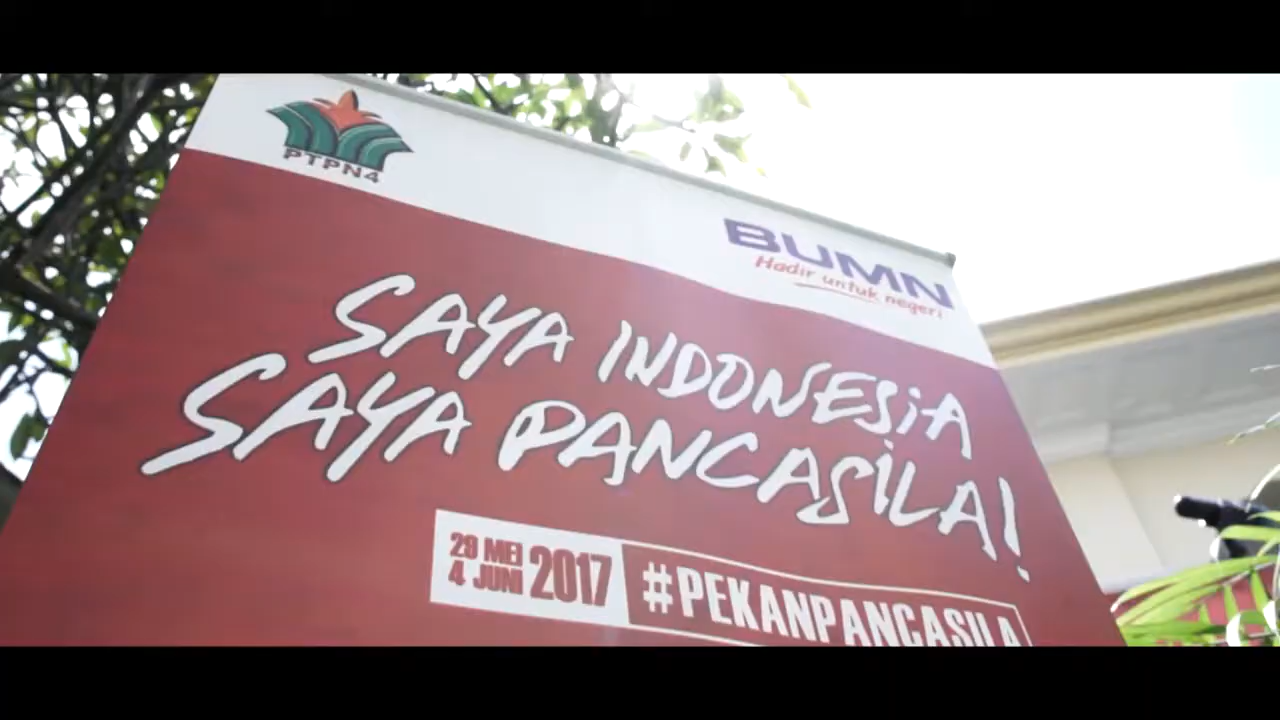 PTPN4
BUMN
Hadir untuk negeri
SAYA INDONESIA
SAYA PANCASILA!
29 MEI
4 JUNI
2017
#PEKANPANCASILA